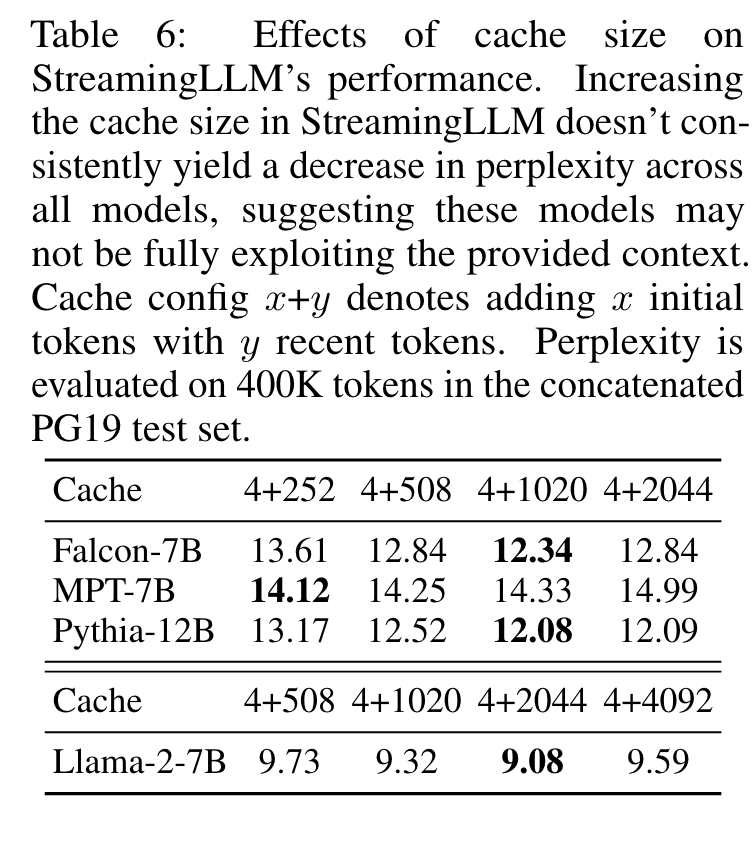 Table 6: Effects of cache size on
StreamingLLM's performance. Increasing
the cache size in StreamingLLM doesn't con-
sistently yield a decrease in perplexity across
all models, suggesting these models may
not be fully exploiting the provided context.
Cache config x+y denotes adding x initial
tokens with y recent tokens. Perplexity is
evaluated on 400K tokens in the concatenated
PG19 test set.
Cache 4+252 4+508 4+1020 4+2044
Falcon-7B 13.61 12.84 12.34 12.84
MPT-7B 14.12 14.25 14.33 14.99
Pythia-12B 13.17 12.52 12.08 12.09
Cache 4+508 4+1020 4+2044 4+4092
Llama-2-7B 9.73 9.32 9.08 9.59